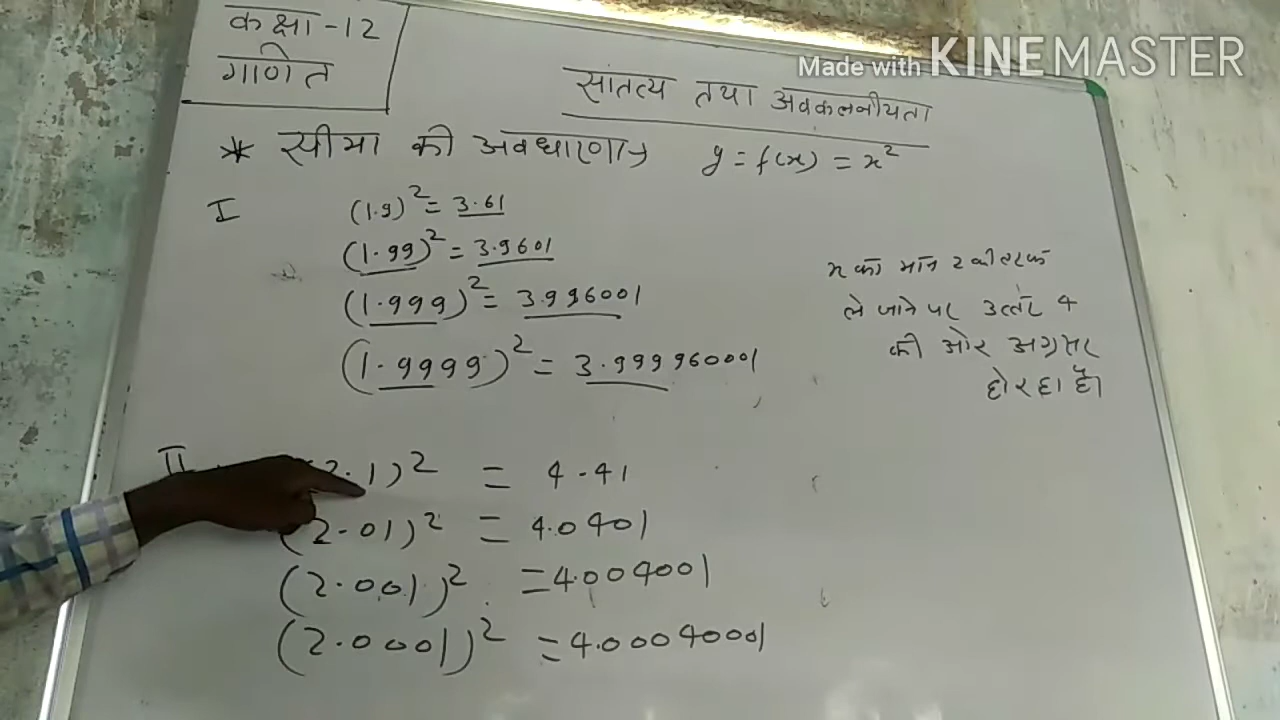 कक्षा -12
गणित
Made with KINEMASTER
सांतत्य तथा अवकलनीयता
* सीमा की अवधारणा→ y = f(x) = x²
I
(1.9)² = 3.61
(1.99)² = 3.9601
(1.999)² = 3.996001
(1.9999)² = 3.99960001
x का मान 2 की तरफ
ले जाने पर उत्तर 4
की ओर अग्रसर
हो रहा है।
II
2.1)² = 4.41
(2.01)² = 4.0401
(2.001)² = 4.004001
(2.0001)² = 4.00040001